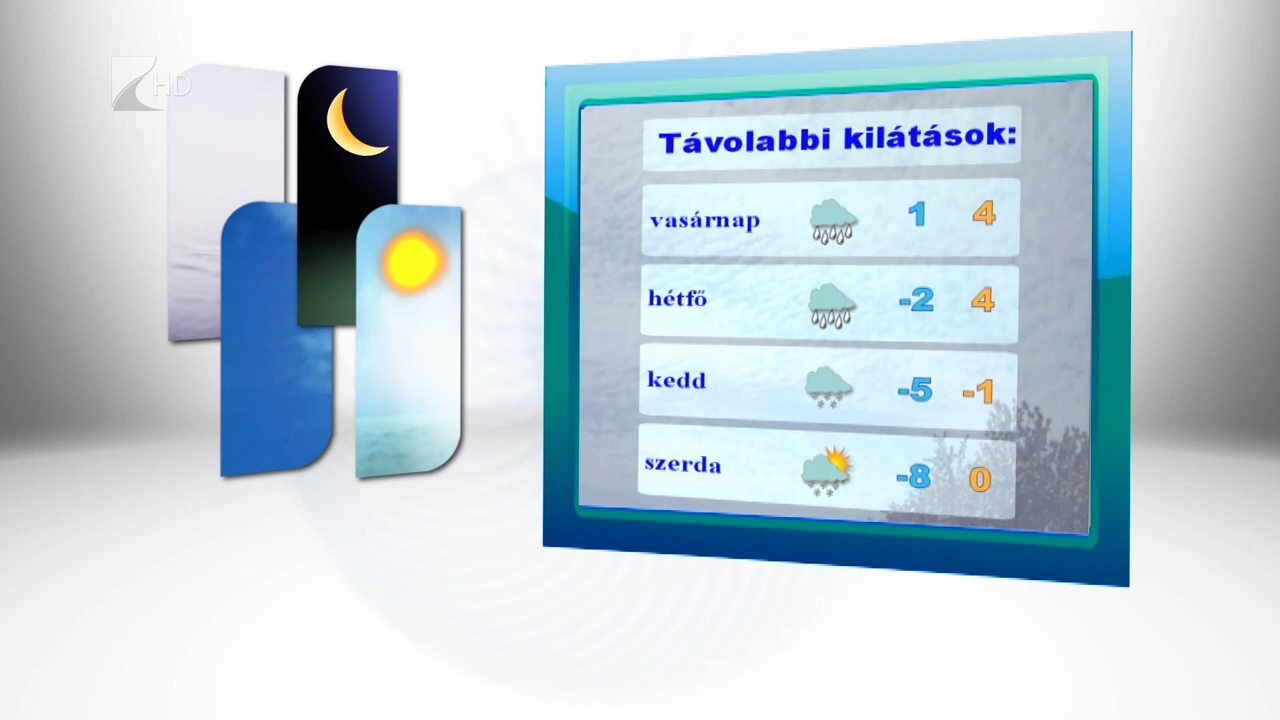 HD
Távolabbi kilátások:
vasárnap 1 4
hétfő -2 4
kedd -5 -1
szerda -8 0